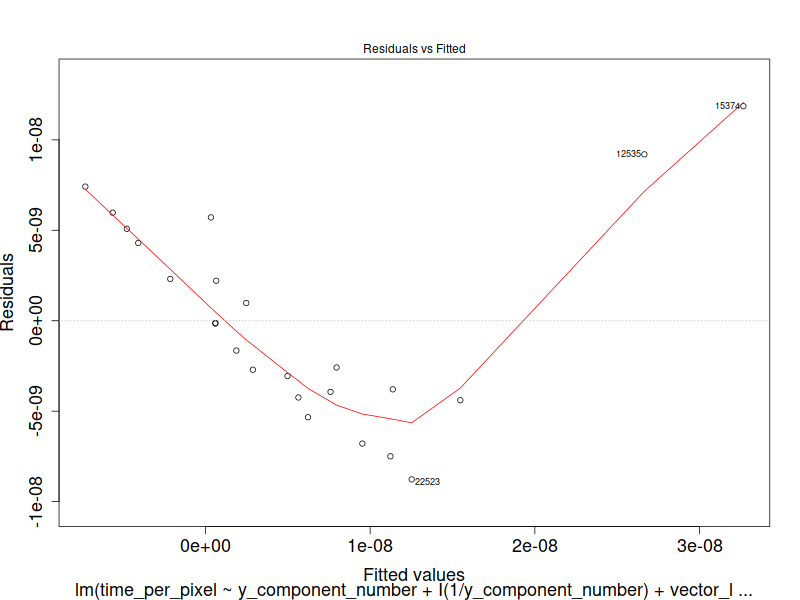 Residuals vs Fitted
15374
12535
22523
1e-08
5e-09
0e+00
-5e-09
-1e-08
Residuals
0e+00 1e-08 2e-08 3e-08
Fitted values
lm(time_per_pixel ~ y_component_number + I(1/y_component_number) + vector_l ...